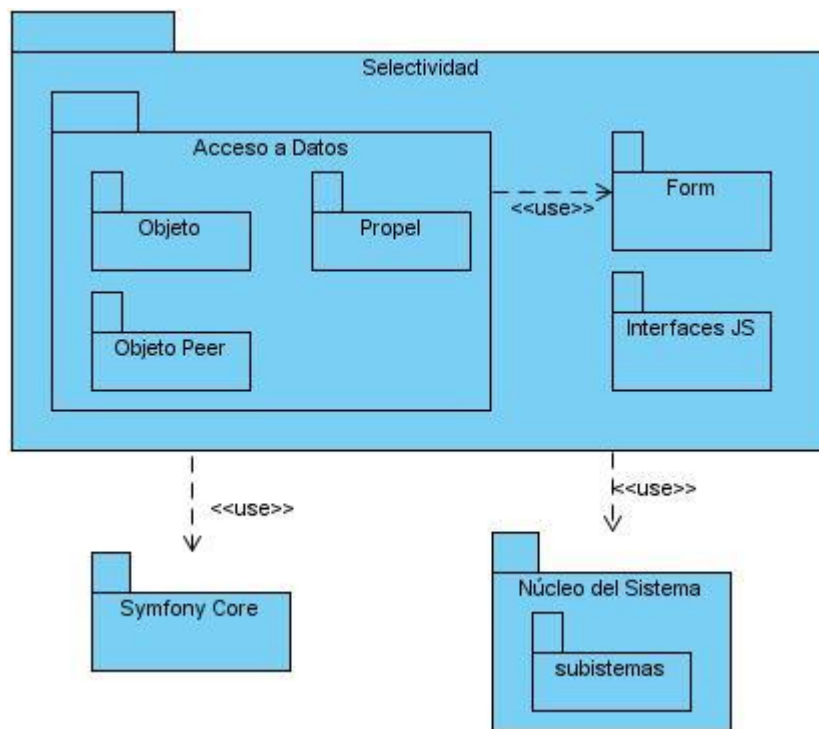 Selectividad
Acceso a Datos
Objeto
Propel
Objeto Peer
<<use>>
Form
Interfaces JS
<<use>>
<<use>>
Symfony Core
Núcleo del Sistema
subistemas